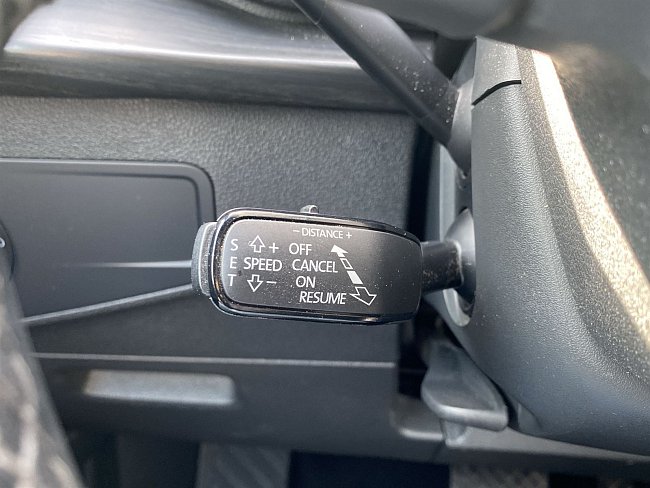 - DISTANCE +
S + OFF
E SPEED CANCEL
T - ON
RESUME